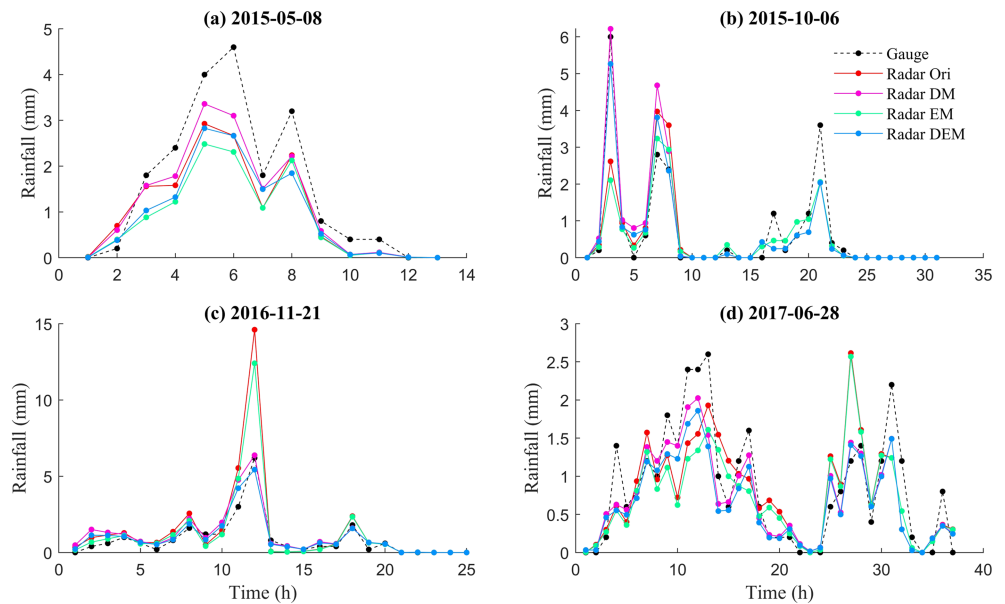 (a) 2015-05-08
Rainfall (mm)
5
4
3
2
1
0
0 2 4 6 8 10 12 14
(b) 2015-10-06
Rainfall (mm)
6
5
4
3
2
1
0
0 5 10 15 20 25 30 35
Gauge
Radar Ori
Radar DM
Radar EM
Radar DEM
(c) 2016-11-21
Rainfall (mm)
15
10
5
0
0 5 10 15 20 25
Time (h)
(d) 2017-06-28
Rainfall (mm)
3
2.5
2
1.5
1
0.5
0
0 10 20 30 40
Time (h)